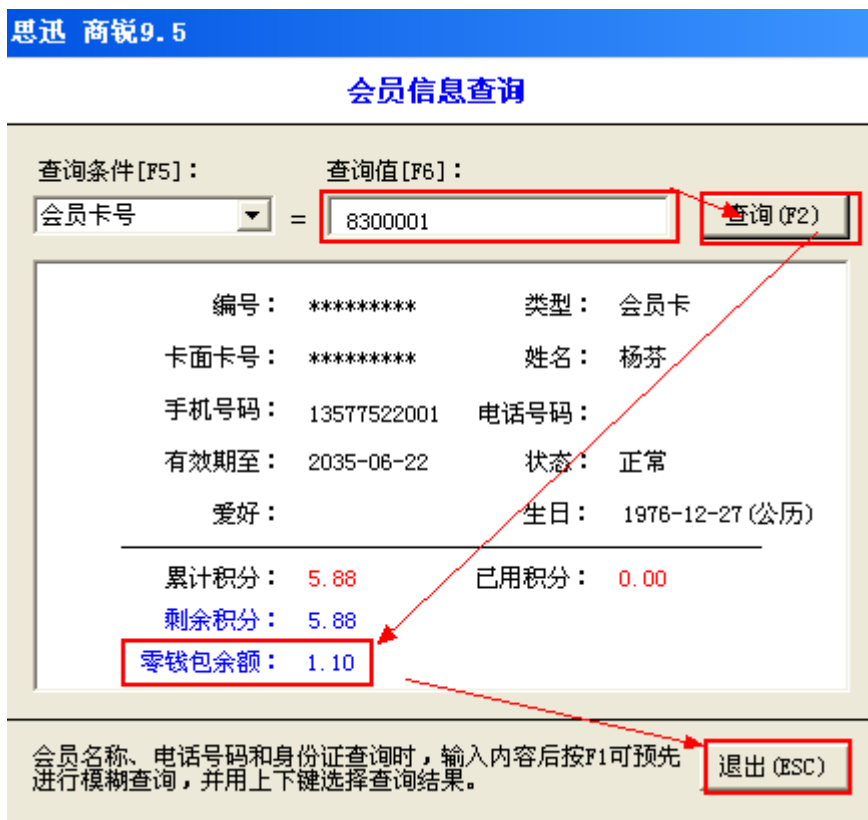 思迅 商锐9.5
会员信息查询
查询条件[F5]： 查询值[F6]：
会员卡号 = 8300001 查询(F2)
编号： ********* 类型： 会员卡
卡面卡号： ********* 姓名： 杨芬
手机号码： 13577522001 电话号码：
有效期至： 2035-06-22 状态： 正常
爱好： 生日： 1976-12-27(公历)
累计积分： 5.88 已用积分： 0.00
剩余积分： 5.88
零钱包余额： 1.10
会员名称、电话号码和身份证查询时，输入内容后按F1可预先
进行模糊查询，并用上下键选择查询结果。
退出(ESC)